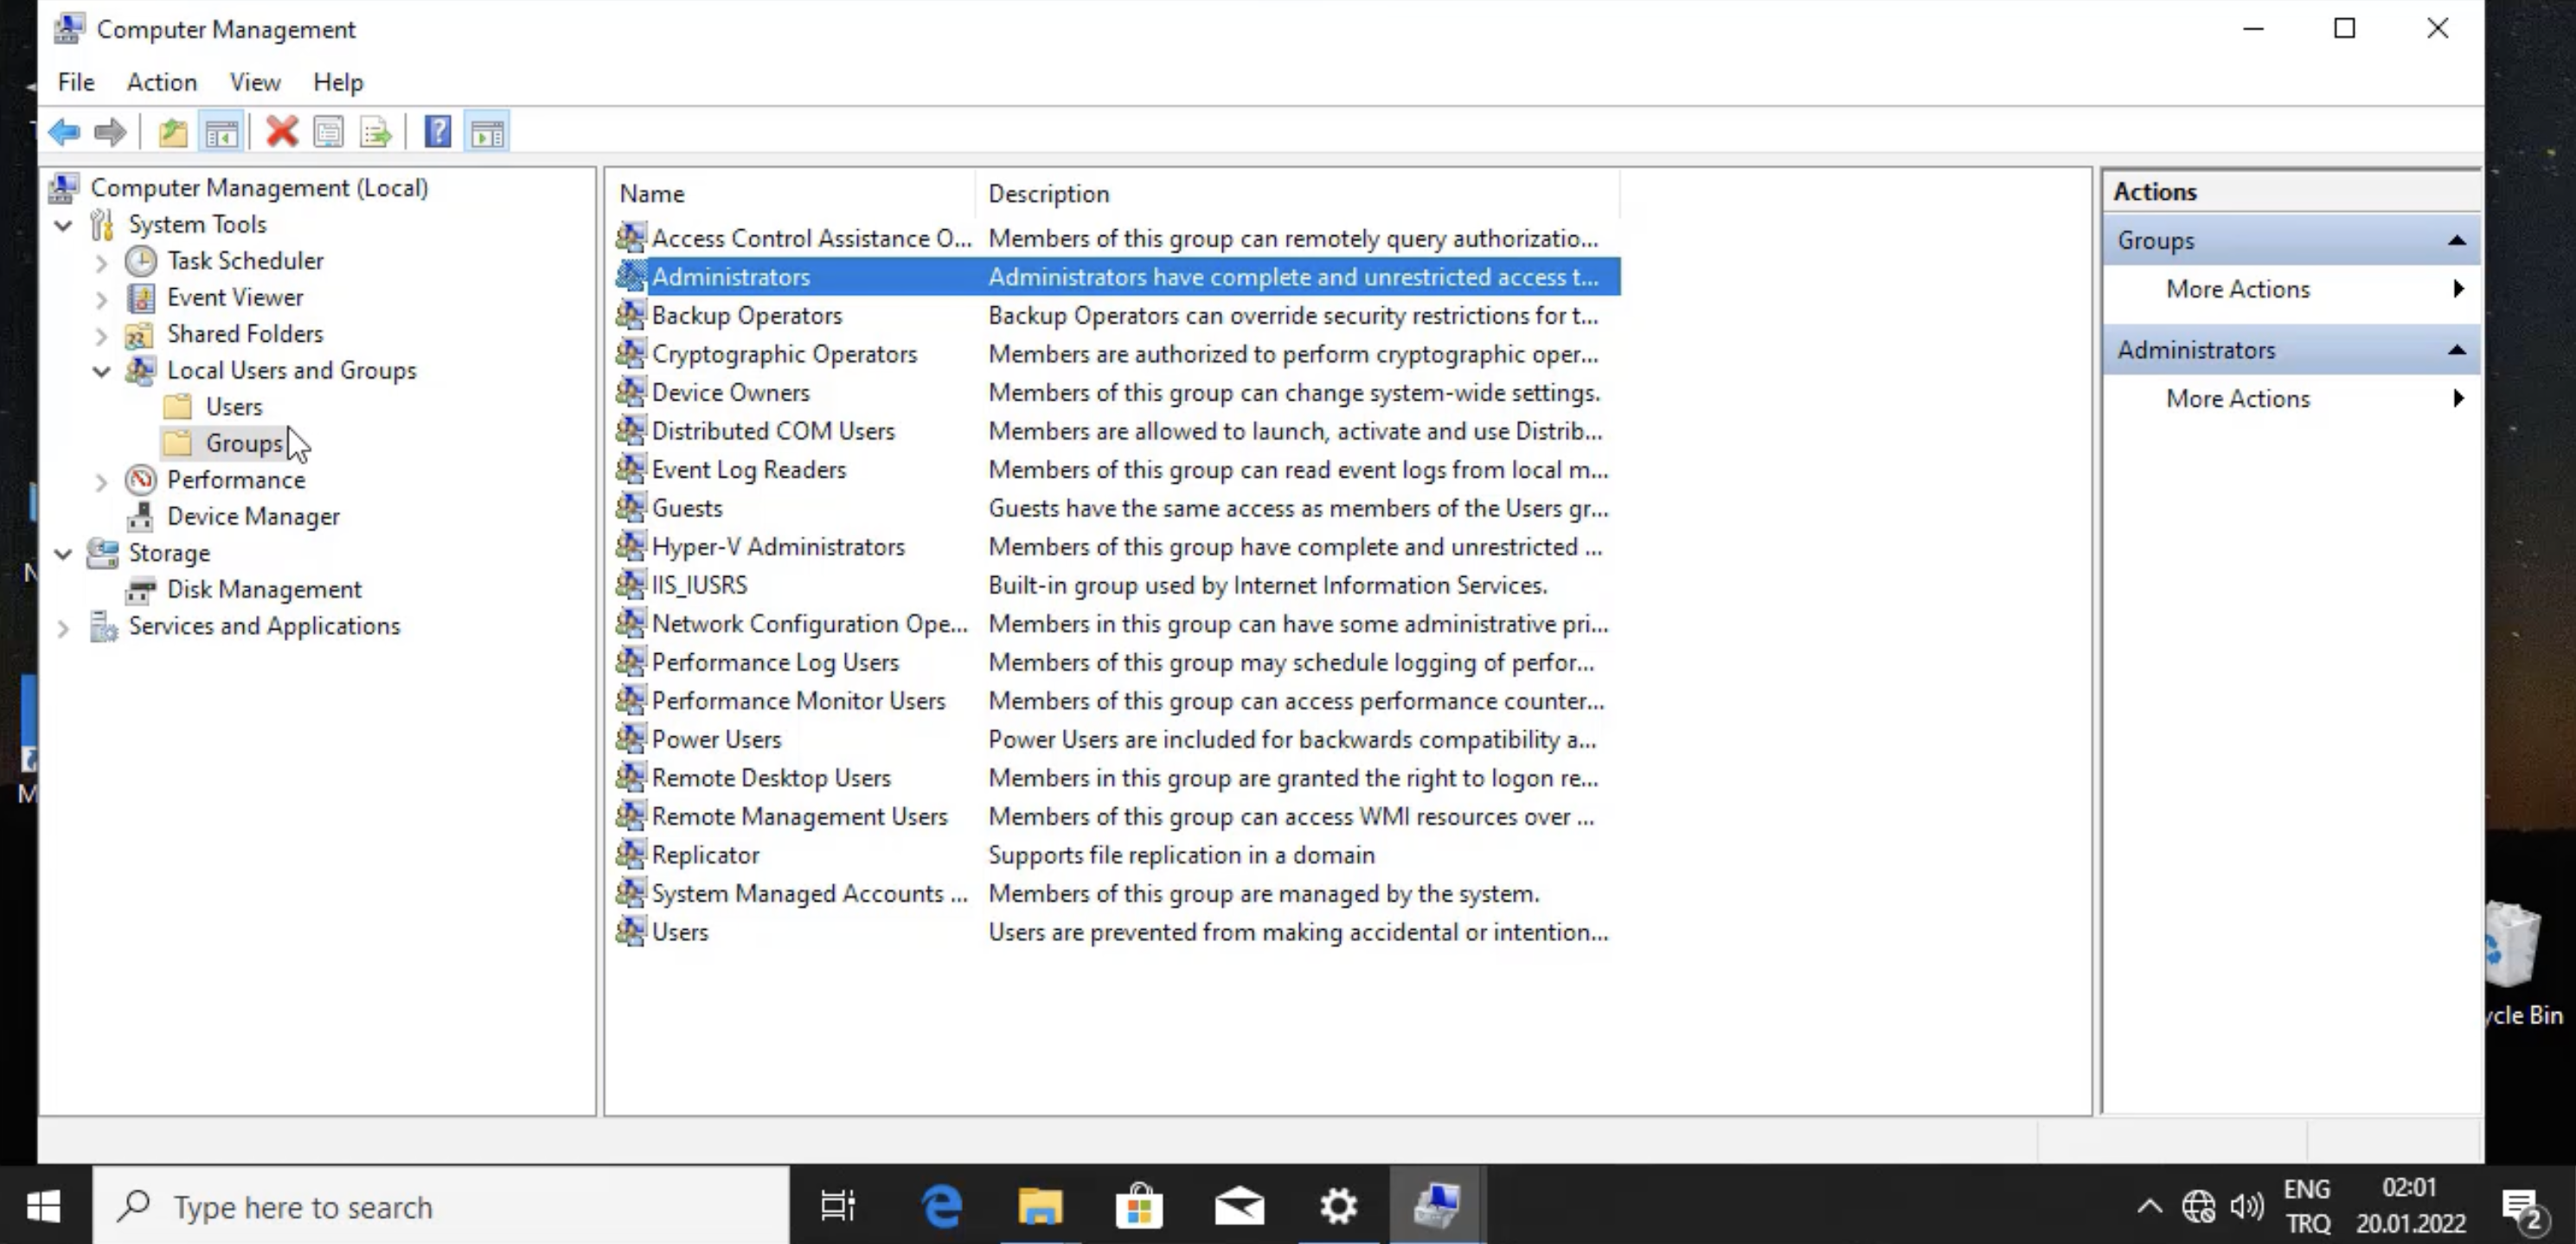 Computer Management
File Action View Help
Computer Management (Local)
System Tools
Task Scheduler
Event Viewer
Shared Folders
Local Users and Groups
Users
Groups
Performance
Device Manager
Storage
Disk Management
Services and Applications
Name Description
Access Control Assistance O... Members of this group can remotely query authorizatio...
Administrators Administrators have complete and unrestricted access t...
Backup Operators Backup Operators can override security restrictions for t...
Cryptographic Operators Members are authorized to perform cryptographic oper...
Device Owners Members of this group can change system-wide settings.
Distributed COM Users Members are allowed to launch, activate and use Distrib...
Event Log Readers Members of this group can read event logs from local m...
Guests Guests have the same access as members of the Users gr...
Hyper-V Administrators Members of this group have complete and unrestricted ...
IIS_IUSRS Built-in group used by Internet Information Services.
Network Configuration Ope... Members in this group can have some administrative pri...
Performance Log Users Members of this group may schedule logging of perfor...
Performance Monitor Users Members of this group can access performance counter...
Power Users Power Users are included for backwards compatibility a...
Remote Desktop Users Members in this group are granted the right to logon re...
Remote Management Users Members of this group can access WMI resources over ...
Replicator Supports file replication in a domain
System Managed Accounts ... Members of this group are managed by the system.
Users Users are prevented from making accidental or intention...
Actions
Groups
More Actions
Administrators
More Actions
ycle Bin
Type here to search
ENG 02:01
TRQ 20.01.2022
2